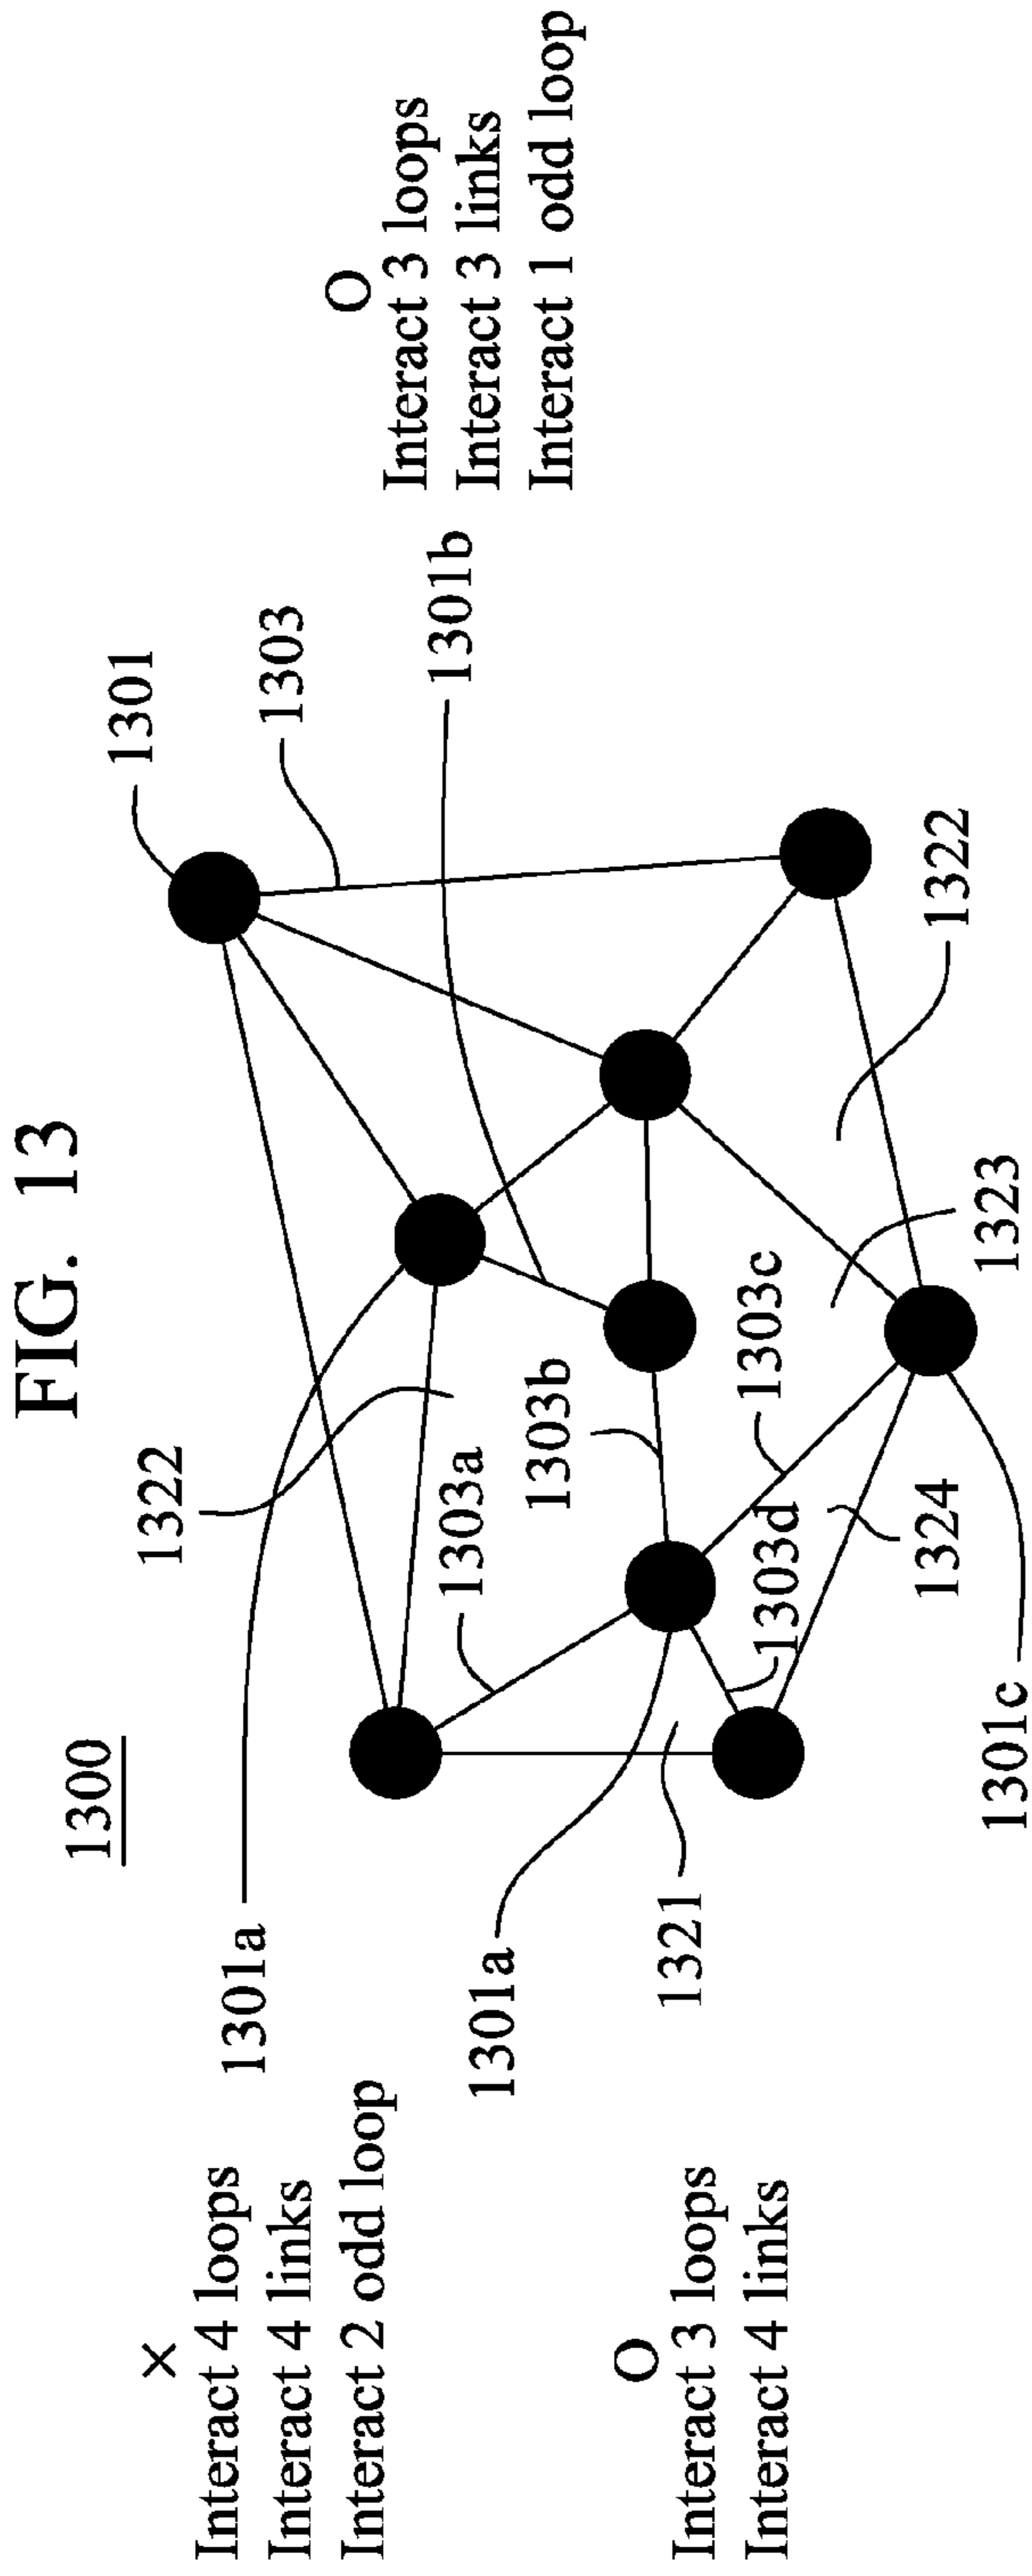 FIG. 13
1300
×
Interact 4 loops
Interact 4 links
Interact 2 odd loop
1301a
1322
1301
1303
1303a
1301b
O
Interact 3 loops
Interact 3 links
Interact 1 odd loop
1303b
1301a
O
Interact 3 loops
Interact 4 links
1321
1303d
1303c
1324
1323
1322
1301c